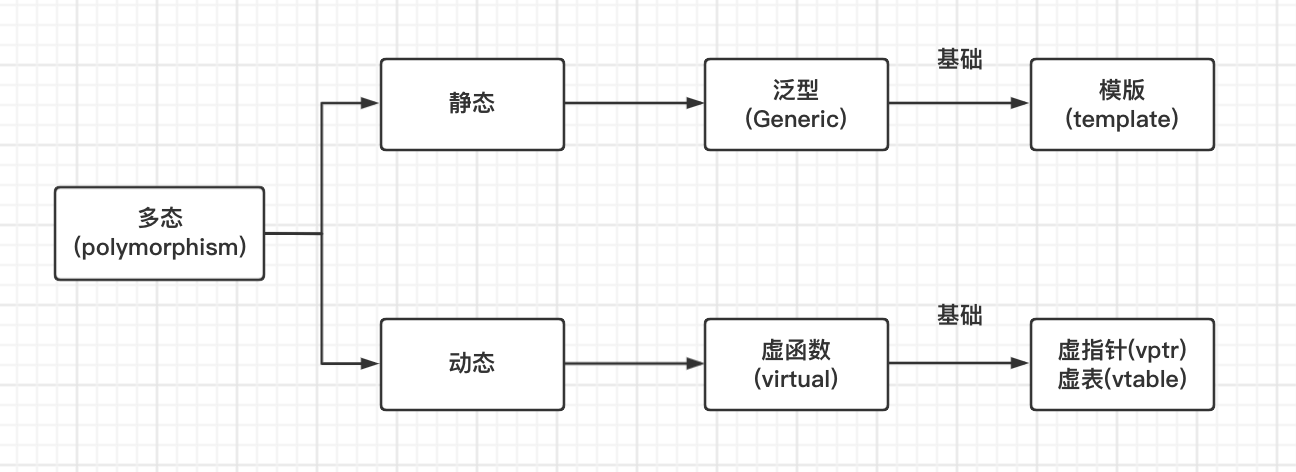 基础
静态
泛型
(Generic)
模版
(template)
多态
(polymorphism)
基础
动态
虚函数
(virtual)
虚指针(vptr)
虚表(vtable)